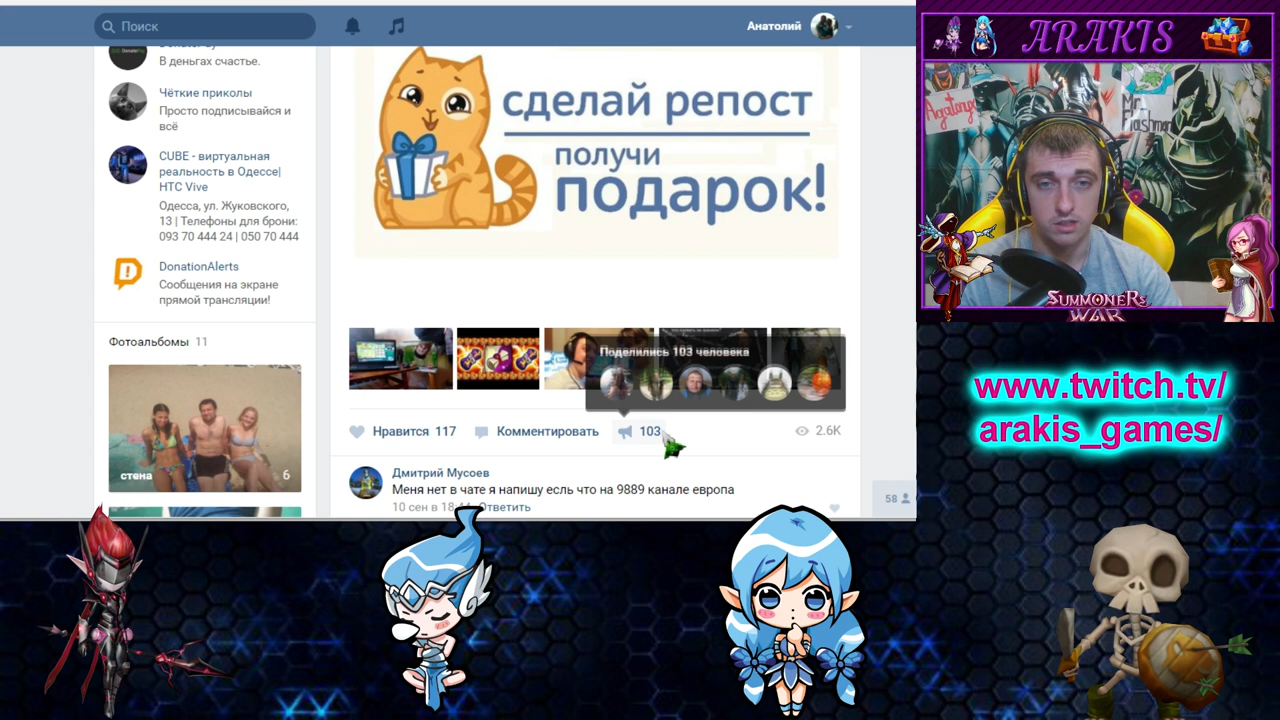 Поиск
Анатолий
В деньгах счастье.
Чёткие приколы
Просто подписывайся и
всё
CUBE - виртуальная
реальность в Одессе|
HTC Vive
Одесса, ул. Жуковского,
13 | Телефоны для брони:
093 70 444 24 | 050 70 444
DonationAlerts
Сообщения на экране
прямой трансляции!
Фотоальбомы 11
стена 6
сделай репост
получи
подарок!
Поделились 103 человека
Нравится 117 Комментировать 103 2.6K
Дмитрий Мусоев
Меня нет в чате я напишу есль что на 9889 канале европа
Ответить
58
ARAKIS
Agatonyo
Mr.
Flashman
SUMMONERS
WAR
www.twitch.tv/
arakis_games/